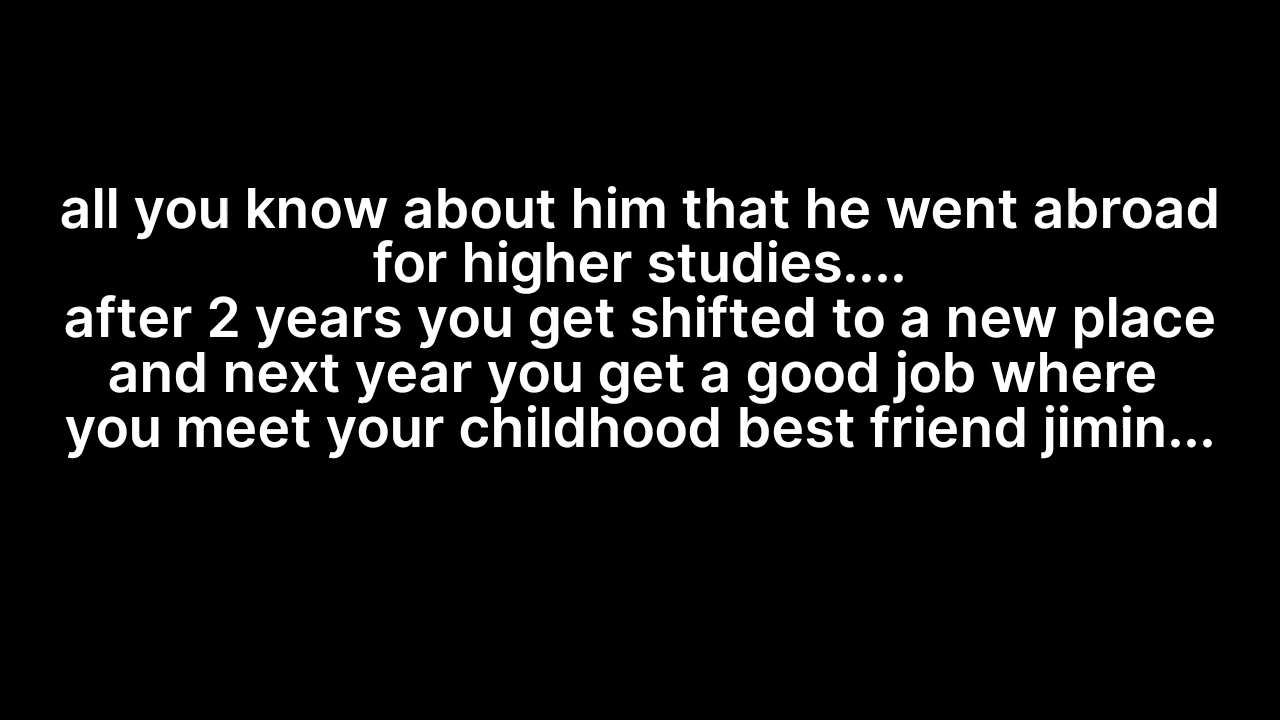 all you know about him that he went abroad
for higher studies....
after 2 years you get shifted to a new place
and next year you get a good job where
you meet your childhood best friend jimin...